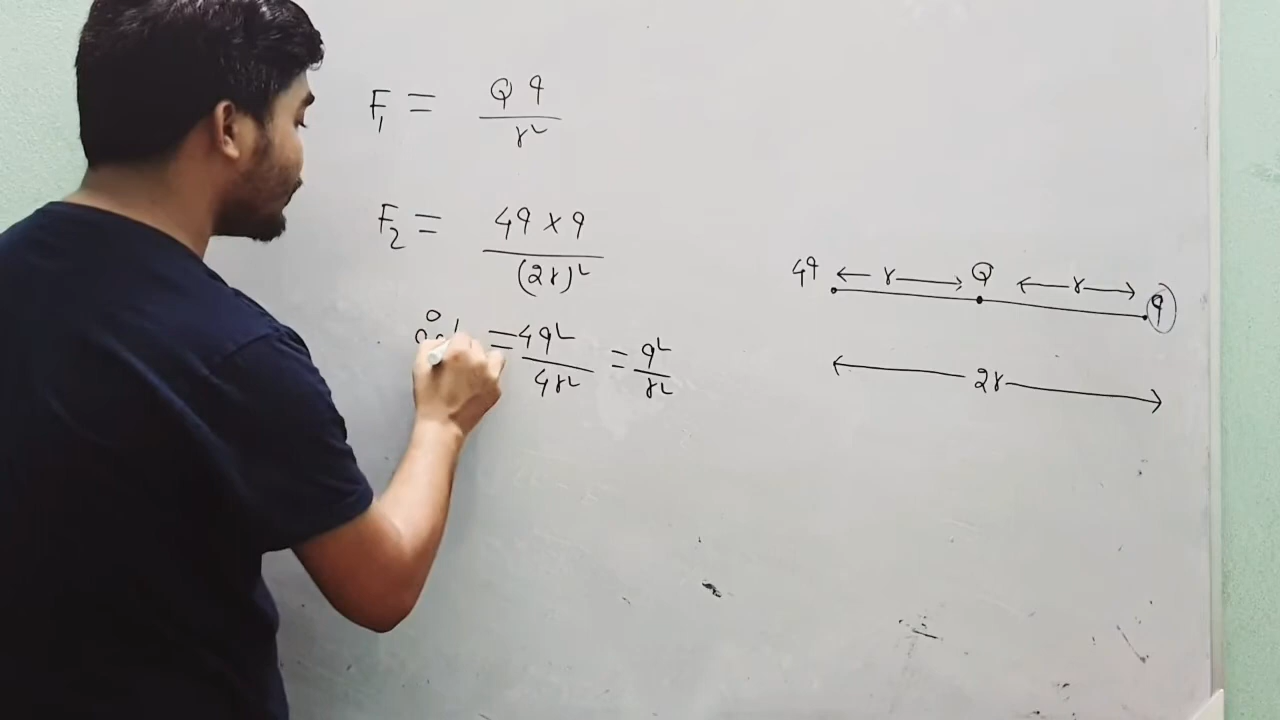 F₁ = Q q / r²
F₂ = 4q × q / (2r)²
= 4q² / 4r² = q² / r²
4q ← r → Q ← r → q
← 2r →